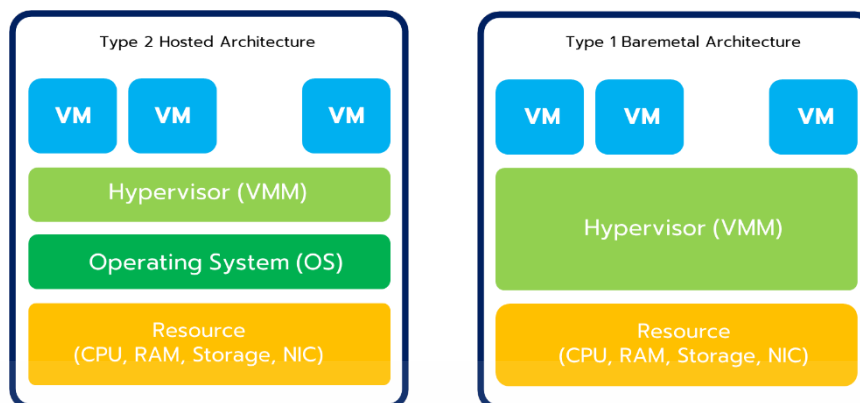 Type 2 Hosted Architecture
VM
VM
VM
Hypervisor (VMM)
Operating System (OS)
Resource
(CPU, RAM, Storage, NIC)
Type 1 Baremetal Architecture
VM
VM
VM
Hypervisor (VMM)
Resource
(CPU, RAM, Storage, NIC)